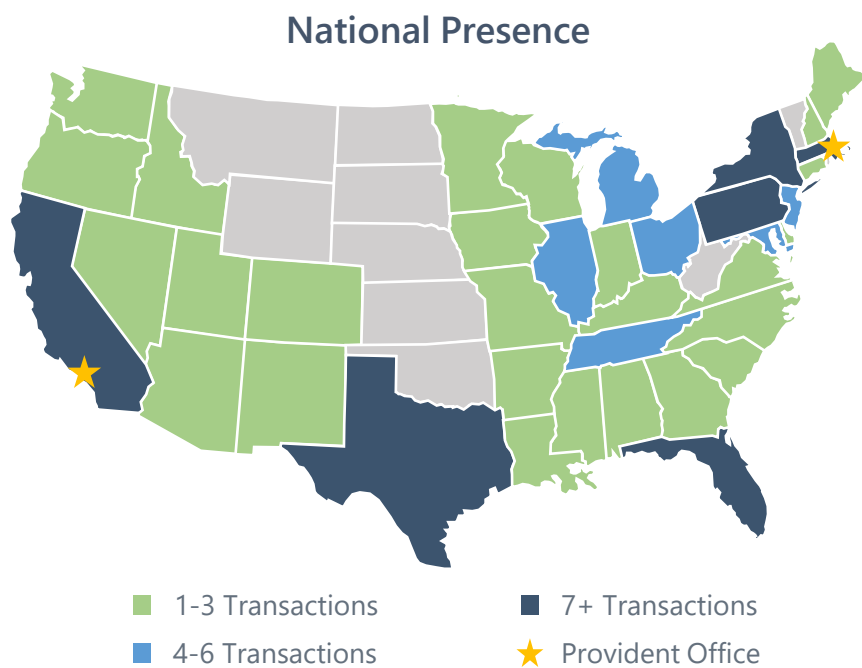 National Presence
1-3 Transactions
7+ Transactions
4-6 Transactions
Provident Office